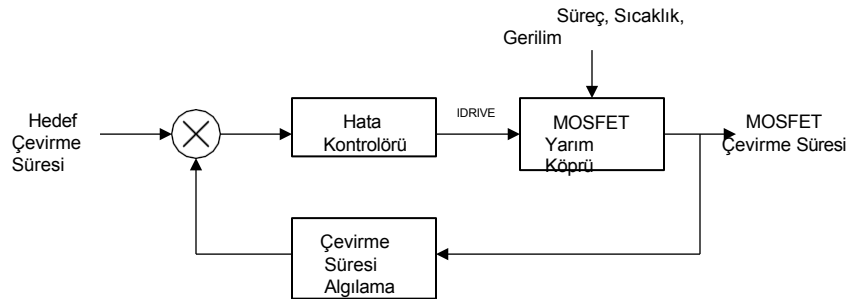 Süreç, Sıcaklık,
Gerilim
Hedef
Çevirme
Süresi
Hata
Kontrolörü
IDRIVE
MOSFET
Yarım
Köprü
MOSFET
Çevirme Süresi
Çevirme
Süresi
Algılama